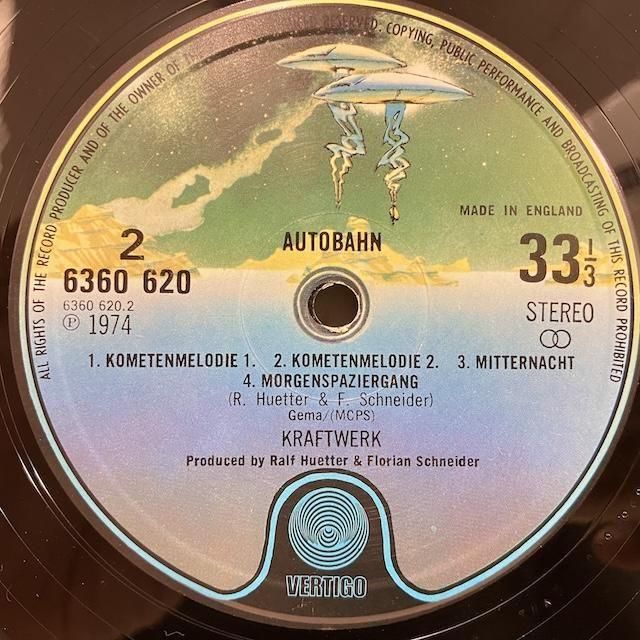 ALL RIGHTS OF THE RECORD PRODUCER AND OF THE OWNER OF RESERVED. COPYING, PUBLIC PERFORMANCE AND BROADCASTING OF THIS RECORD PROHIBITED
MADE IN ENGLAND
2
AUTOBAHN
33 1/3
6360 620
6360 620.2
STEREO
Ⓟ 1974
1. KOMETENMELODIE 1. 2. KOMETENMELODIE 2. 3. MITTERNACHT
4. MORGENSPAZIERGANG
(R. Huetter & F. Schneider)
Gema/(MCPS)
KRAFTWERK
Produced by Ralf Huetter & Florian Schneider
VERTIGO